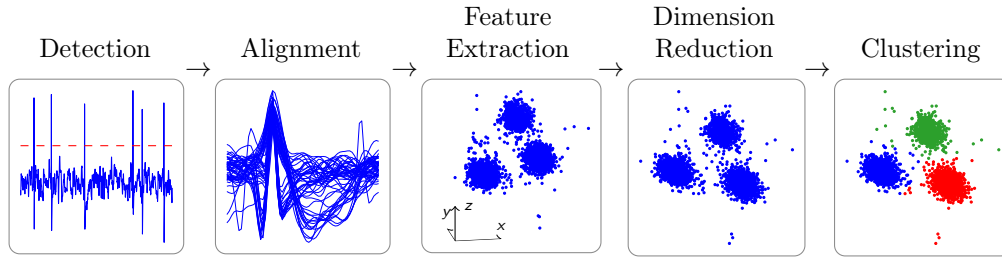 Detection
→
Alignment
→
Feature
Extraction
→
Dimension
Reduction
→
Clustering
y
z
x